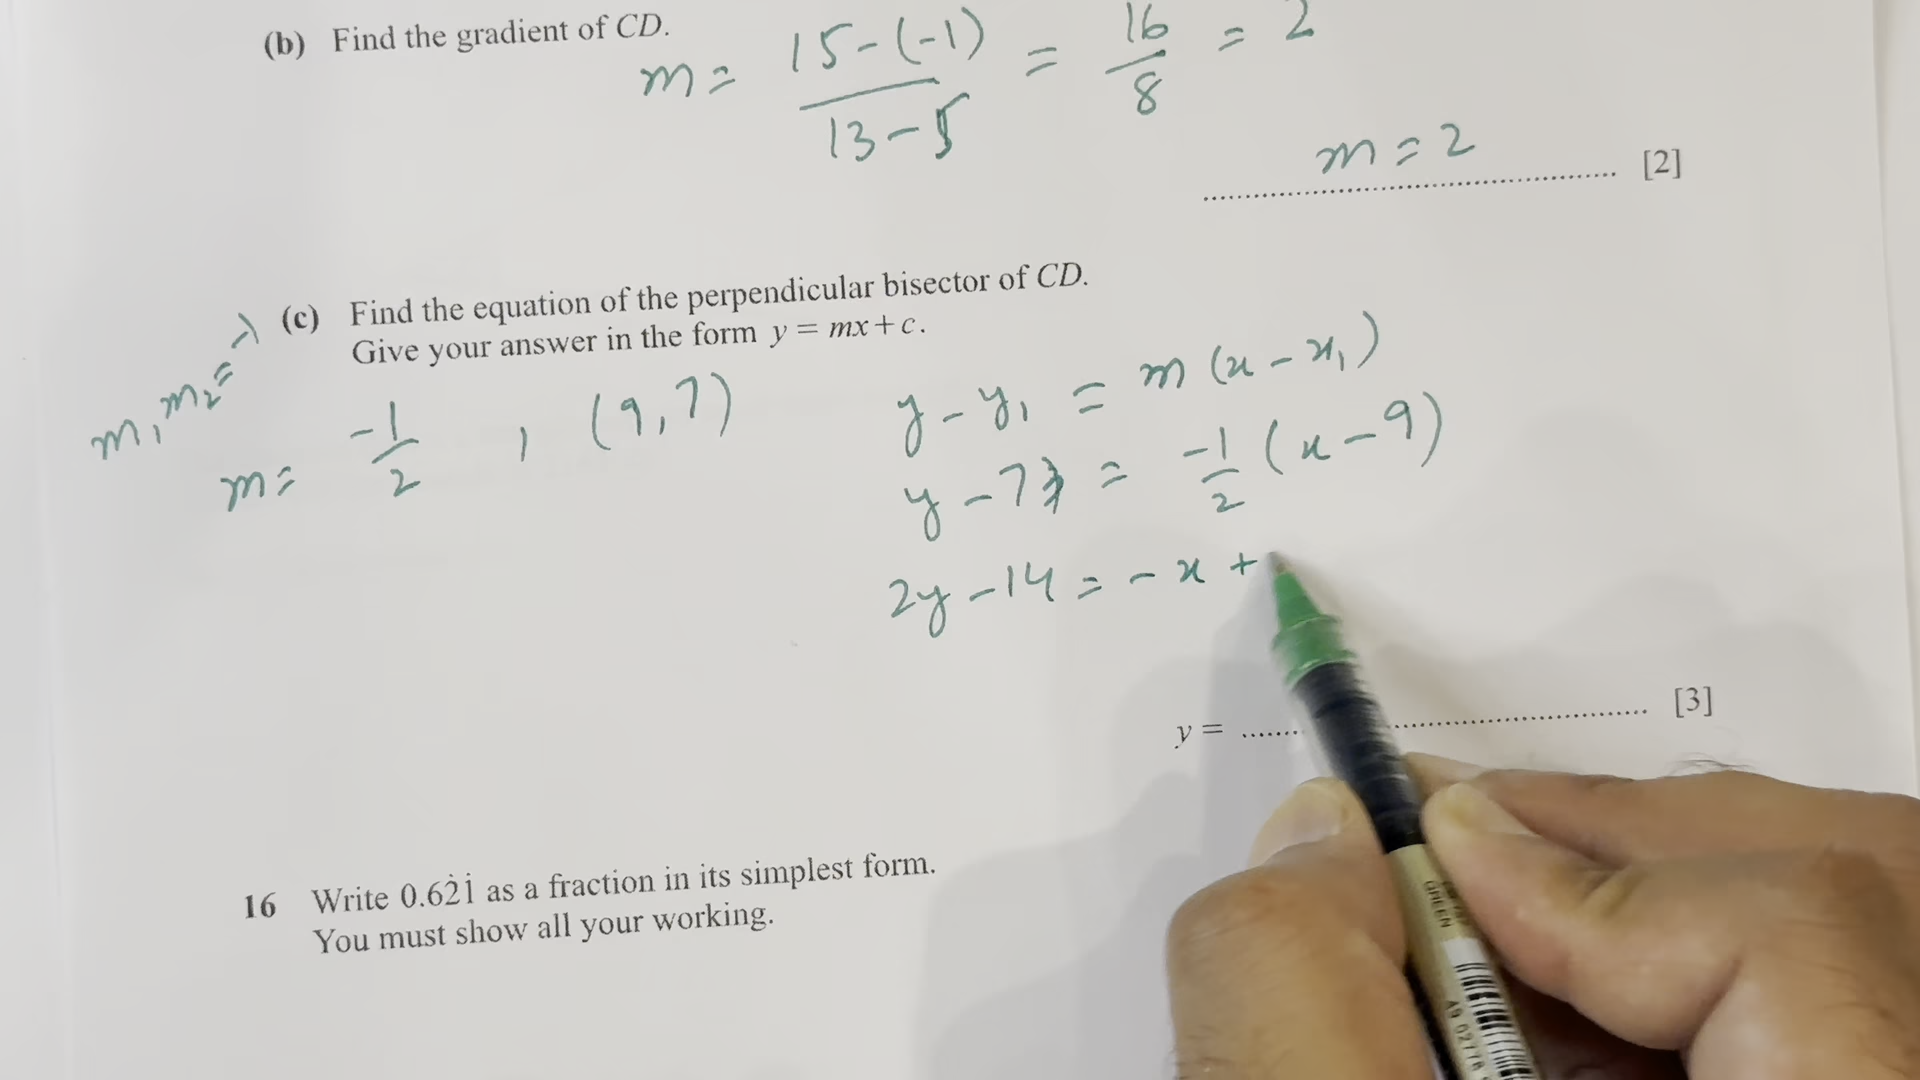 (b) Find the gradient of CD.
m = 15-(-1) / 13-5 = 16/8 = 2
m = 2
[2]
(c) Find the equation of the perpendicular bisector of CD.
Give your answer in the form y = mx + c.
m₁m₂ = -1
m = -1/2 , (9,7)
y - y₁ = m (x - x₁)
y - 7 = -1/2 (x - 9)
2y - 14 = - x +
y = [3]
16 Write 0.62̇1̇ as a fraction in its simplest form.
You must show all your working.
GREEN